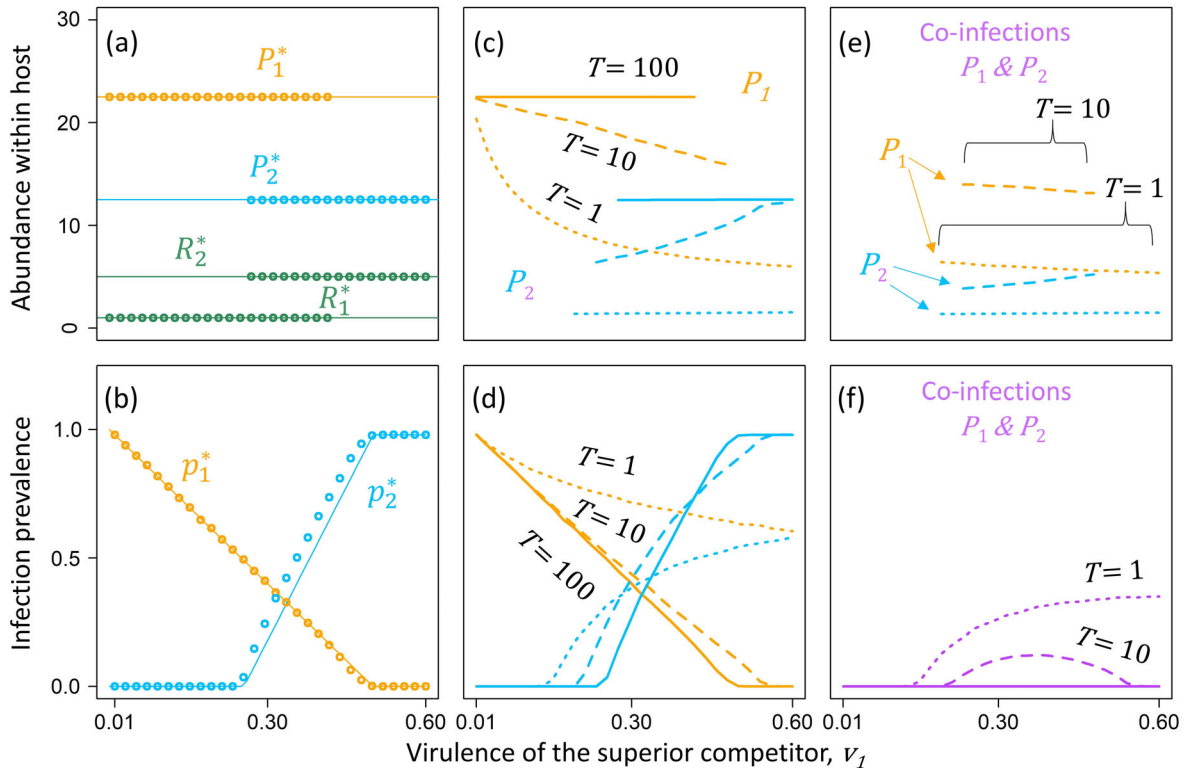 Abundance within host
30
20
10
0
(a)
P₁*
P₂*
R₂*
R₁*
(c)
T= 100
P₁
T= 10
T= 1
P₂
(e)
Co-infections
P₁ & P₂
T= 10
P₁
T= 1
P₂
Infection prevalence
1.0
0.5
0.0
(b)
p₁*
p₂*
0.01
0.30
0.60
(d)
T= 1
T= 10
T= 100
0.01
0.30
0.60
(f)
Co-infections
P₁ & P₂
T= 1
T= 10
0.01
0.30
0.60
Virulence of the superior competitor, v₁